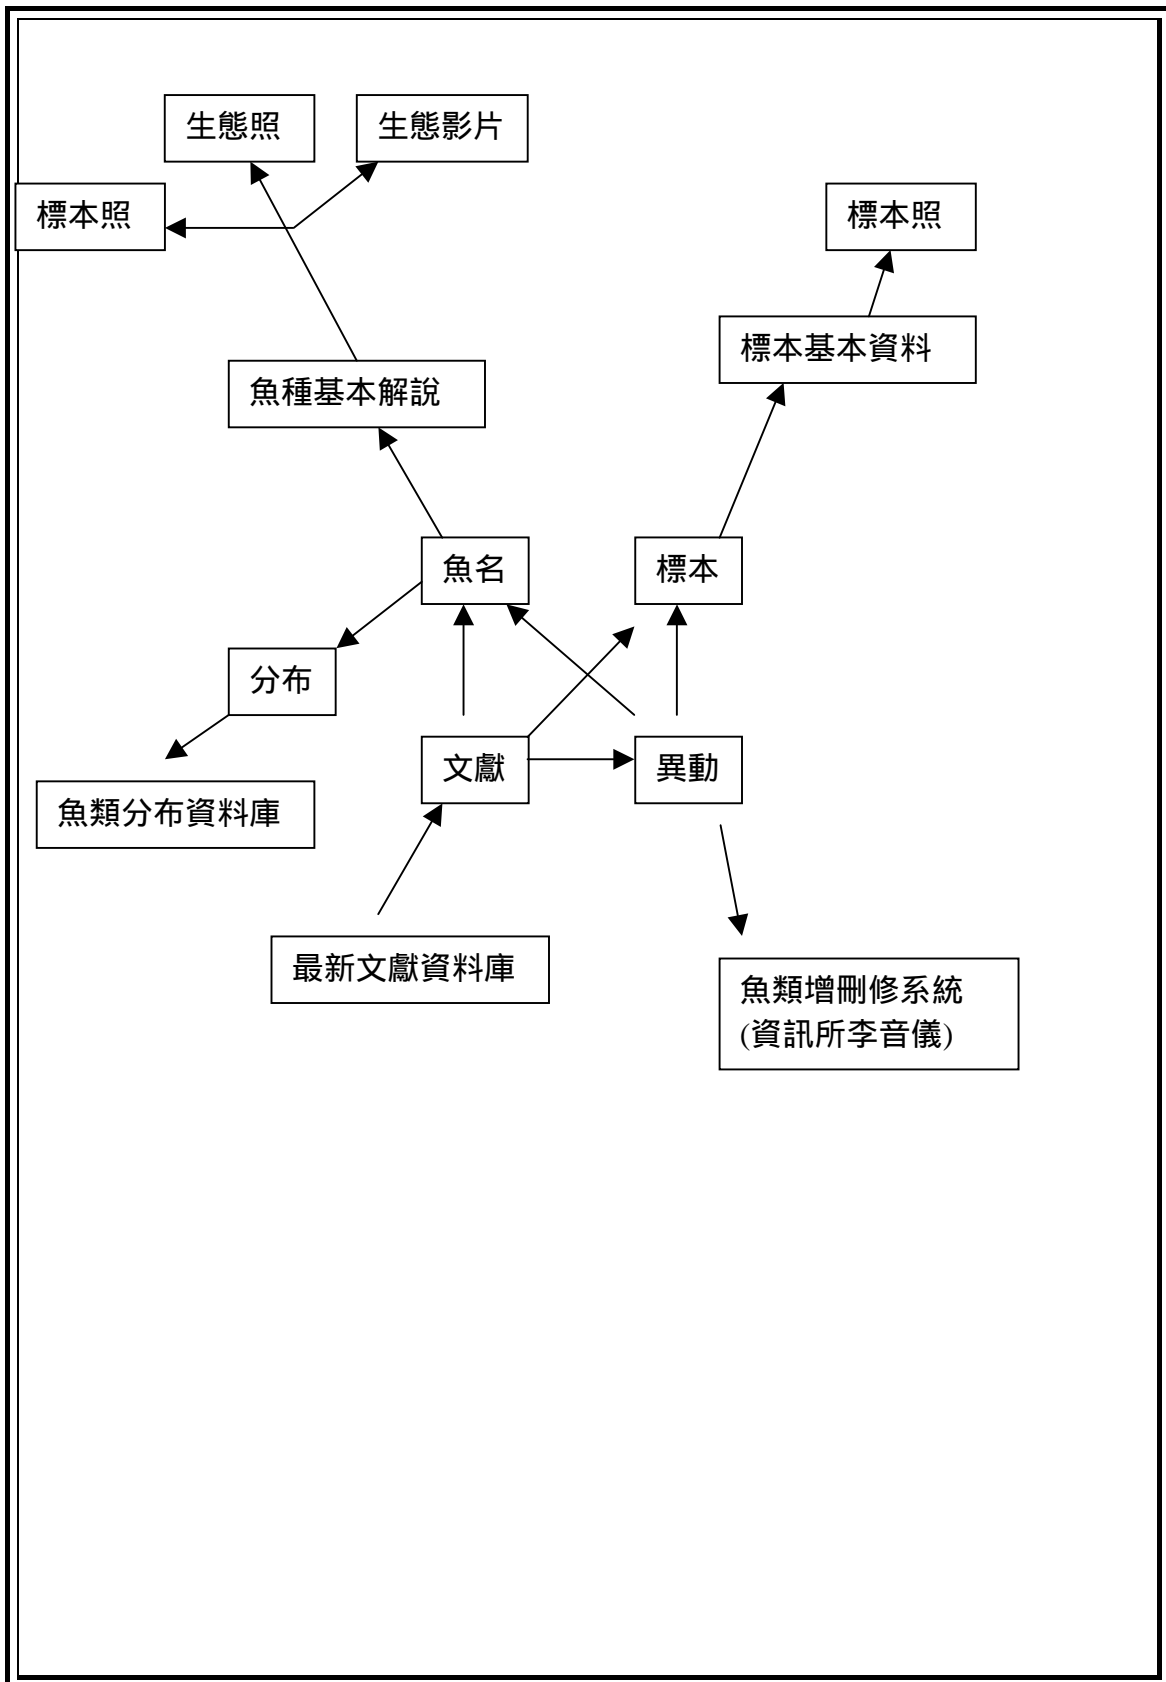 生態照
生態影片
標本照
標本照
標本基本資料
魚種基本解說
魚名
標本
分布
文獻
異動
魚類分布資料庫
最新文獻資料庫
魚類增刪修系統
(資訊所李音儀)